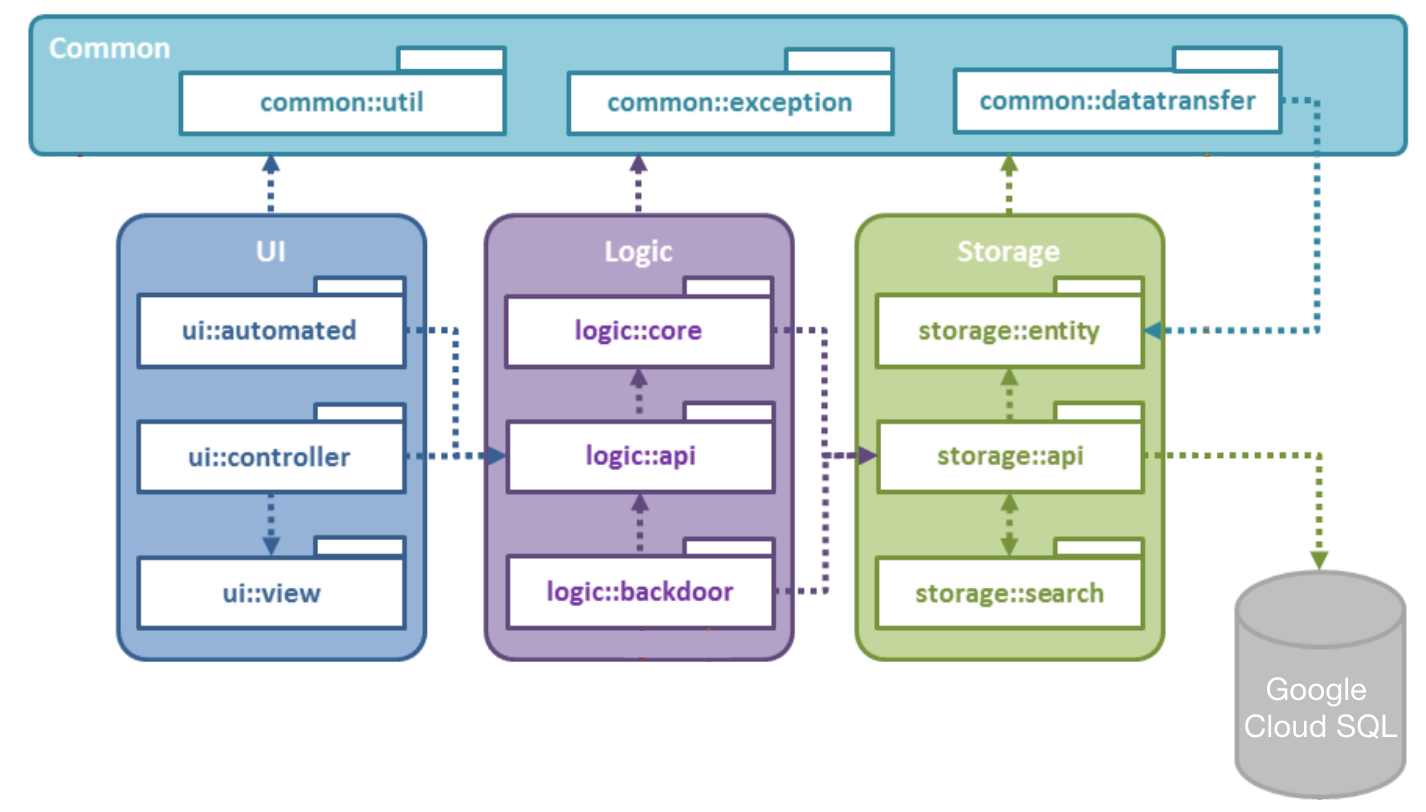 Common
common::util
common::exception
common::datatransfer
UI
ui::automated
ui::controller
ui::view
Logic
logic::core
logic::api
logic::backdoor
Storage
storage::entity
storage::api
storage::search
Google
Cloud SQL